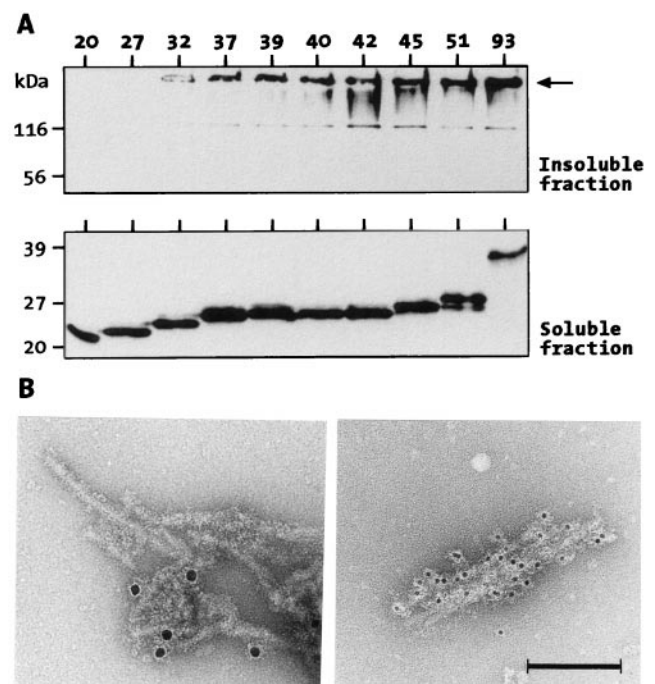 A
20 27 32 37 39 40 42 45 51 93
kDa
116
56
Insoluble
fraction
39
27
20
Soluble
fraction
B